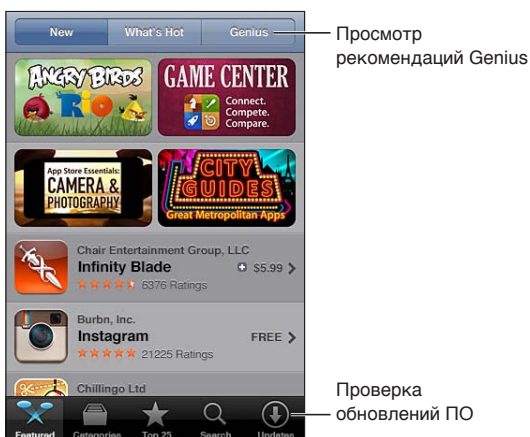 New What's Hot Genius
Просмотр
рекомендаций Genius
ANGRY BIRDS
RIO
GAME CENTER
Connect.
Compete.
Compare.
App Store Essentials:
CAMERA &
PHOTOGRAPHY
CITY
GUIDES
Great Metropolitan Apps
Chair Entertainment Group, LLC
Infinity Blade $5.99
6376 Ratings
Burbn, Inc.
Instagram FREE
21225 Ratings
Chillingo Ltd
Проверка
обновлений ПО
Featured Categories Top 25 Search Updates